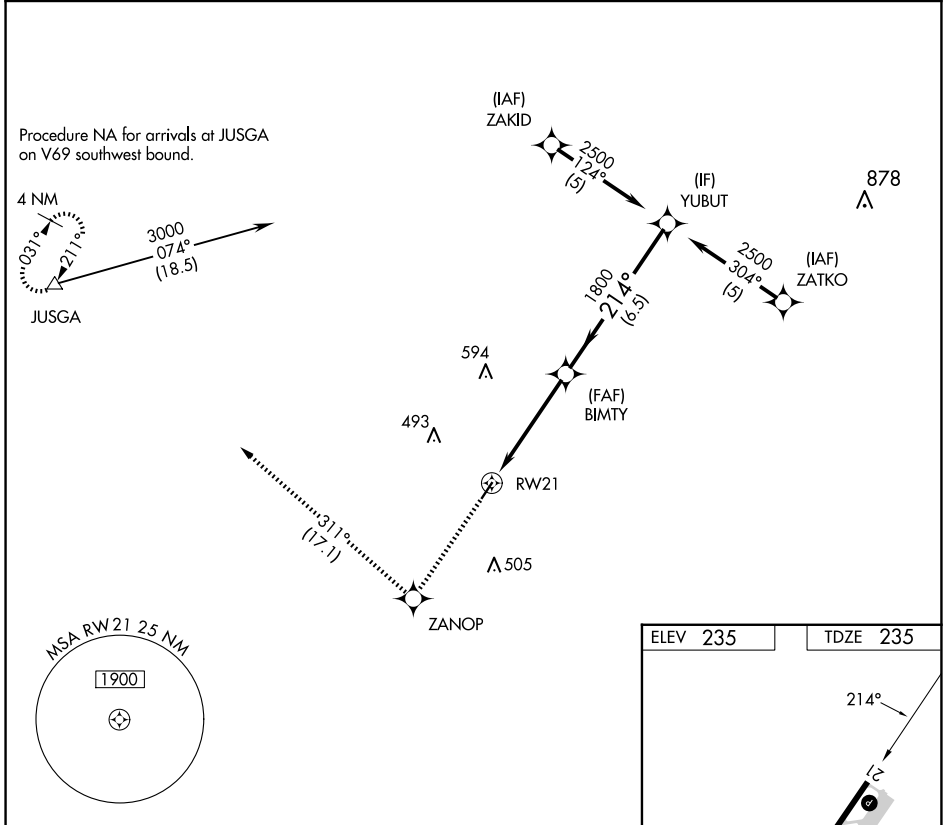 (IAF)
ZAKID
Procedure NA for arrivals at JUSGA
on V69 southwest bound.
2500
124°
(5)
(IF)
YUBUT
878
4 NM
031°
211°
3000
074°
(18.5)
JUSGA
2500
304°
(5)
(IAF)
ZATKO
1800
214°
(6.5)
594
(FAF)
BIMTY
493
RW21
311°
(17.1)
505
ZANOP
MSA RW21 25 NM
1900
ELEV 235
TDZE 235
214°
21
P